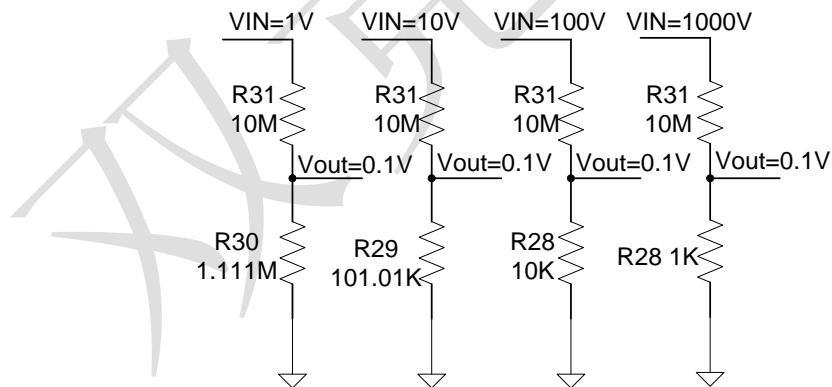 VIN=1V VIN=10V VIN=100V VIN=1000V
R31 R31 R31 R31
10M 10M 10M 10M
Vout=0.1V Vout=0.1V Vout=0.1V Vout=0.1V
R30 R29 R28 R28 1K
1.111M 101.01K 10K
双